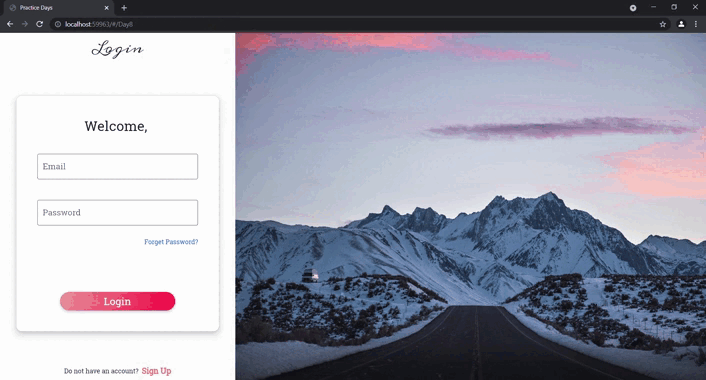 Practice Days
localhost:59963/#/Day8
Login
Welcome,
Email
Password
Forget Password?
Login
Do not have an account? Sign Up